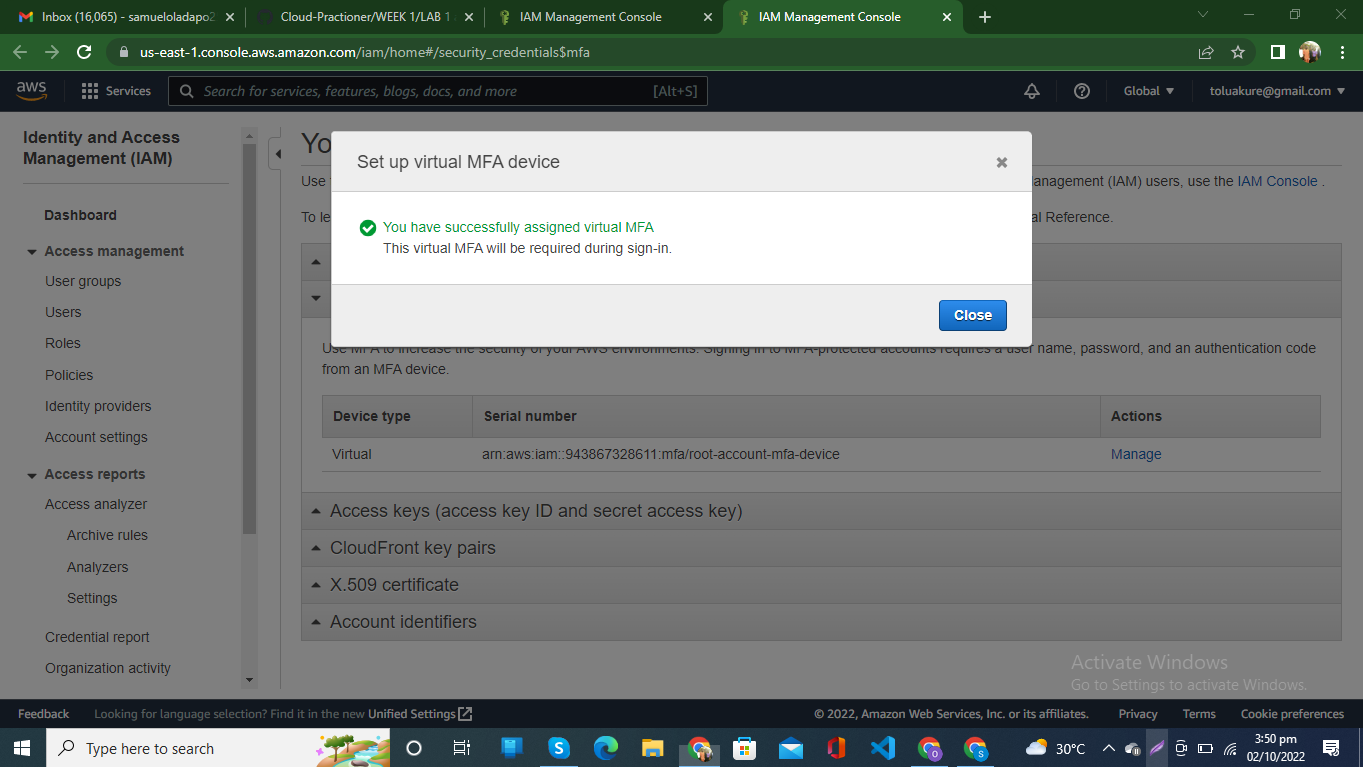 Inbox (16,065) - samueloladapo2
Cloud-Practioner/WEEK 1/LAB 1
IAM Management Console
IAM Management Console
us-east-1.console.aws.amazon.com/iam/home#/security_credentials$mfa
aws
Services
Search for services, features, blogs, docs, and more
[Alt+S]
Global
toluakure@gmail.com
Identity and Access
Management (IAM)
Dashboard
Access management
User groups
Users
Roles
Policies
Identity providers
Account settings
Access reports
Access analyzer
Archive rules
Analyzers
Settings
Credential report
Organization activity
Yo
Use
anagement (IAM) users, use the IAM Console .
To le
al Reference.
Set up virtual MFA device
You have successfully assigned virtual MFA
This virtual MFA will be required during sign-in.
Close
Use MFA to increase the security of your AWS environments. Signing in to MFA-protected accounts requires a user name, password, and an authentication code
from an MFA device.
Device type Serial number Actions
Virtual arn:aws:iam::943867328611:mfa/root-account-mfa-device Manage
Access keys (access key ID and secret access key)
CloudFront key pairs
X.509 certificate
Account identifiers
Activate Windows
Go to Settings to activate Windows.
Feedback
Looking for language selection? Find it in the new Unified Settings
© 2022, Amazon Web Services, Inc. or its affiliates.
Privacy
Terms
Cookie preferences
Type here to search
30°C
3:50 pm
02/10/2022